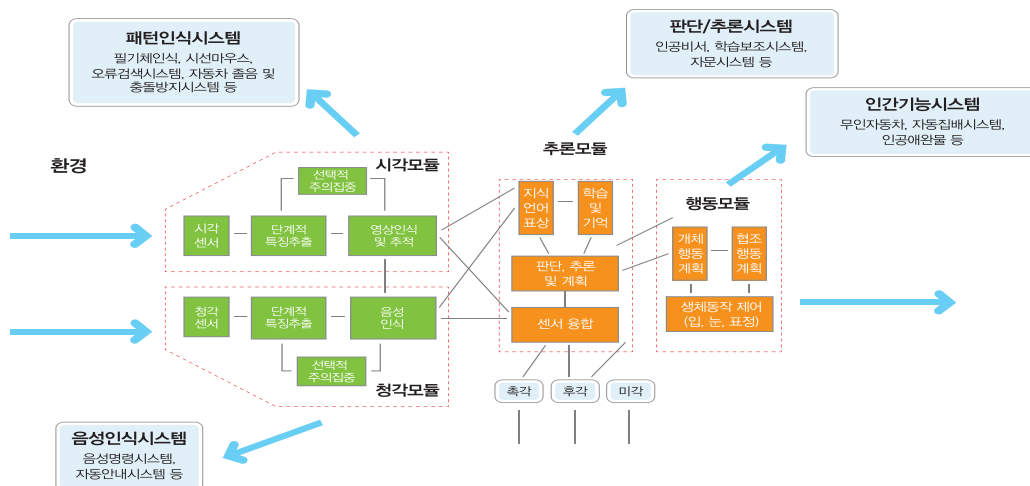 패턴인식시스템
필기체인식, 시선마우스,
오류검색시스템, 자동차 졸음 및
충돌방지시스템 등
판단/추론시스템
인공비서, 학습보조시스템,
자문시스템 등
인간기능시스템
무인자동차, 자동집배시스템,
인공애완물 등
환경
시각모듈
선택적
주의집중
시각
센서
단계적
특징추출
영상인식
및 추적
청각
센서
단계적
특징추출
음성
인식
선택적
주의집중
청각모듈
추론모듈
지식
언어
표상
학습
및
기억
판단, 추론
및 계획
센서 융합
촉각
후각
미각
행동모듈
개체
행동
계획
협조
행동
계획
생체동작 제어
(입, 눈, 표정)
음성인식시스템
음성명령시스템,
자동안내시스템 등